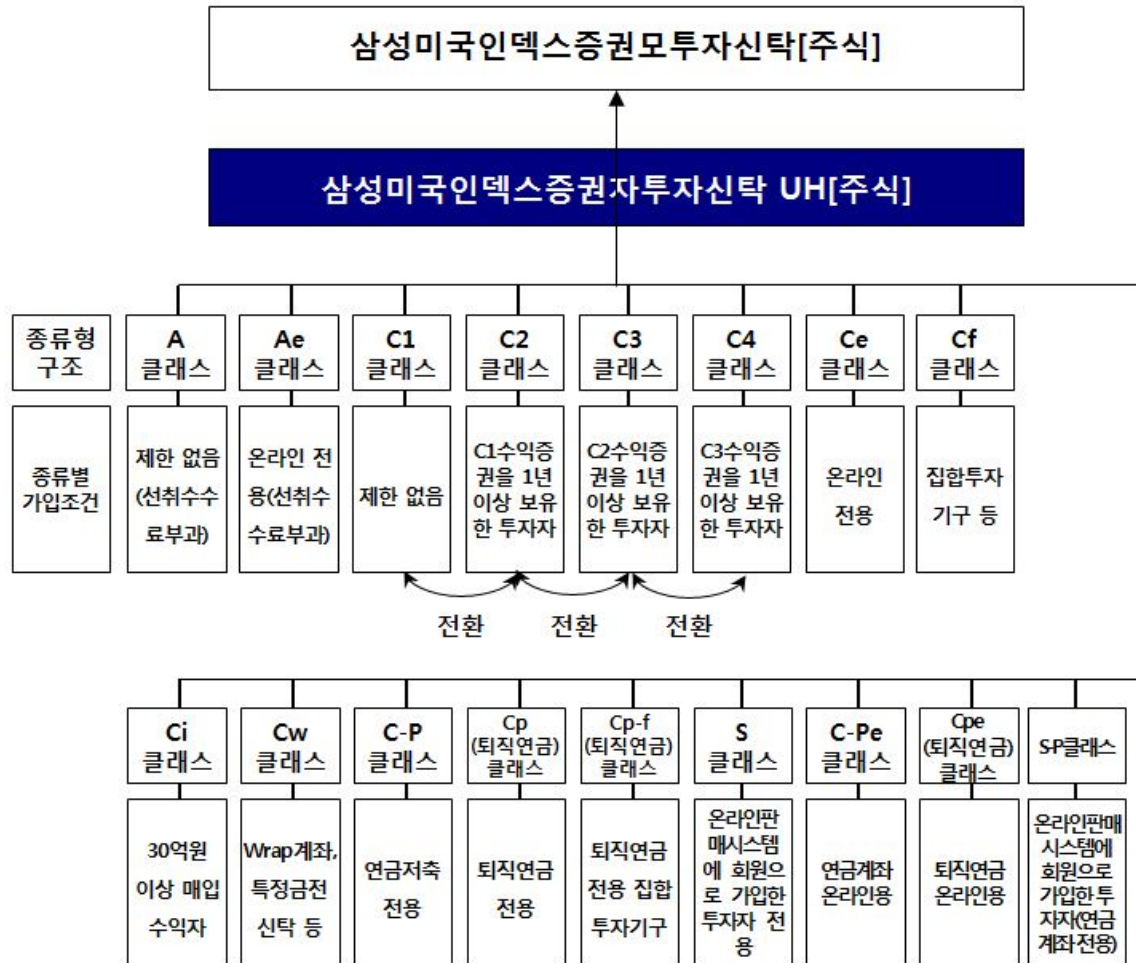 삼성미국인덱스증권모투자신탁[주식]
삼성미국인덱스증권자투자신탁 UH[주식]
종류형
구조
A
클래스
Ae
클래스
C1
클래스
C2
클래스
C3
클래스
C4
클래스
Ce
클래스
Cf
클래스
종류별
가입조건
제한 없음
(선취수수
료부과)
온라인 전
용(선취수
수료부과)
제한 없음
C1수익증
권을 1년
이상 보유
한 투자자
C2수익증
권을 1년
이상 보유
한 투자자
C3수익증
권을 1년
이상 보유
한 투자자
온라인
전용
집합투자
기구 등
전환
전환
전환
Ci
클래스
Cw
클래스
C-P
클래스
Cp
(퇴직연금)
클래스
Cp-f
(퇴직연금)
클래스
S
클래스
C-Pe
클래스
Cpe
(퇴직연금)
클래스
S-P클래스
30억원
이상 매입
수익자
Wrap계좌,
특정금전
신탁 등
연금저축
전용
퇴직연금
전용
퇴직연금
전용 집합
투자기구
온라인판
매시스템
에 회원으
로 가입한
투자자 전
용
연금계좌
온라인용
퇴직연금
온라인용
온라인판매
시스템에
회원으로
가입한 투
자자(연금
계좌 전용)